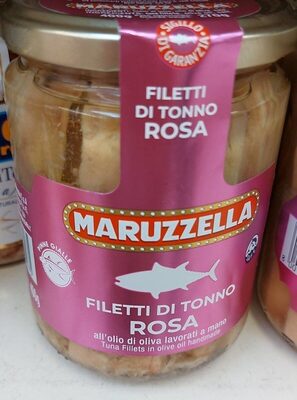 MARUZZELLA
SIGILLO
DI GARANZIA
FILETTI
DI TONNO
ROSA
MARUZZELLA
PINNE GIALLE
FILETTI DI TONNO
ROSA
all'olio di oliva lavorati a mano
Tuna Fillets in olive oil handmade